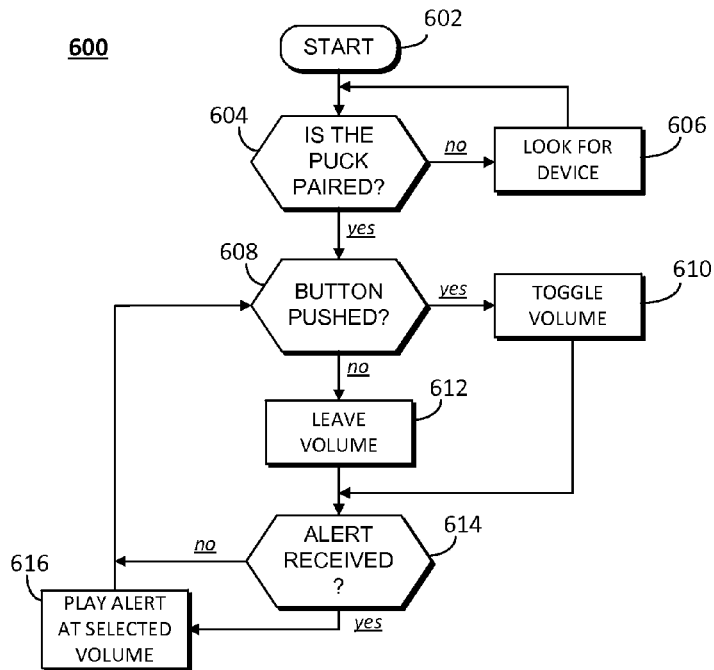 600
START
602
604
IS THE
PUCK
PAIRED?
no
LOOK FOR
DEVICE
606
yes
608
BUTTON
PUSHED?
yes
TOGGLE
VOLUME
610
no
LEAVE
VOLUME
612
ALERT
RECEIVED
?
614
no
yes
616
PLAY ALERT
AT SELECTED
VOLUME